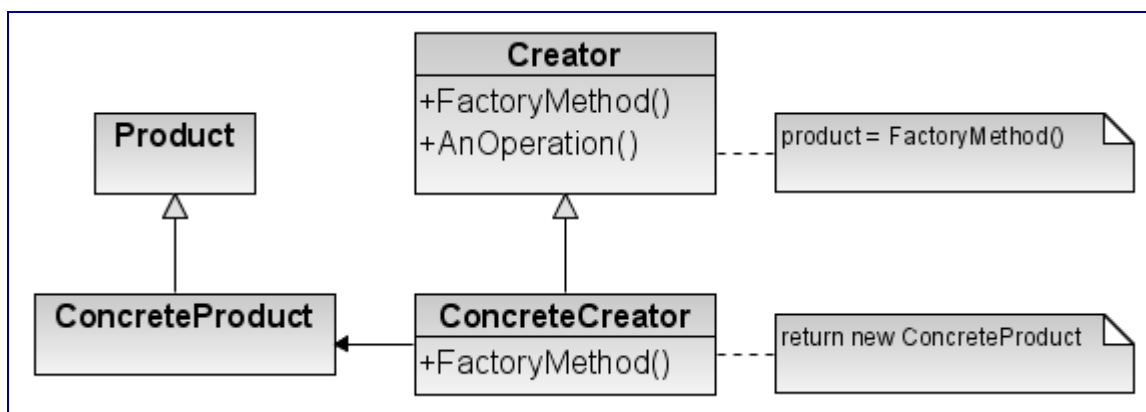 Creator
+FactoryMethod()
+AnOperation()
product = FactoryMethod()
Product
ConcreteProduct
ConcreteCreator
+FactoryMethod()
return new ConcreteProduct